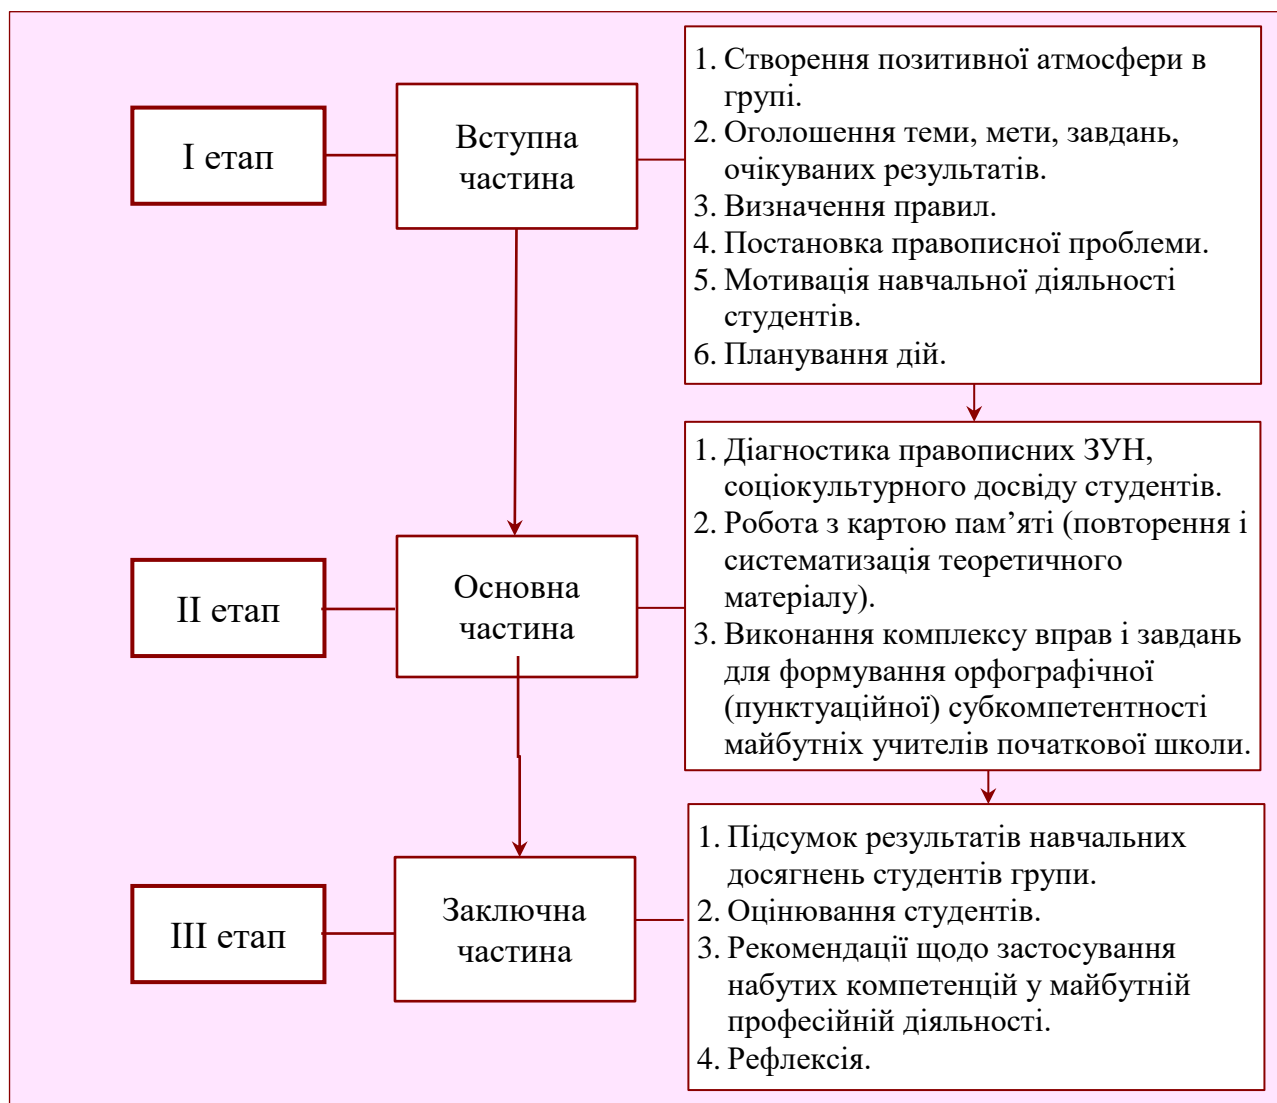 І етап
Вступна
частина
1. Створення позитивної атмосфери в
групі.
2. Оголошення теми, мети, завдань,
очікуваних результатів.
3. Визначення правил.
4. Постановка правописної проблеми.
5. Мотивація навчальної діяльності
студентів.
6. Планування дій.
ІІ етап
Основна
частина
1. Діагностика правописних ЗУН,
соціокультурного досвіду студентів.
2. Робота з картою пам’яті (повторення і
систематизація теоретичного
матеріалу).
3. Виконання комплексу вправ і завдань
для формування орфографічної
(пунктуаційної) субкомпетентності
майбутніх учителів початкової школи.
ІІІ етап
Заключна
частина
1. Підсумок результатів навчальних
досягнень студентів групи.
2. Оцінювання студентів.
3. Рекомендації щодо застосування
набутих компетенцій у майбутній
професійній діяльності.
4. Рефлексія.